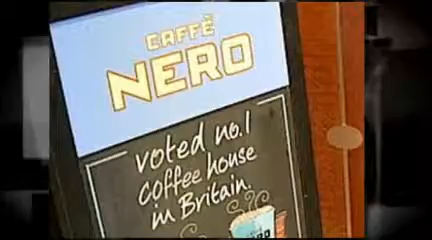 CAFFÈ
NERO
voted no.1
coffee house
in Britain.